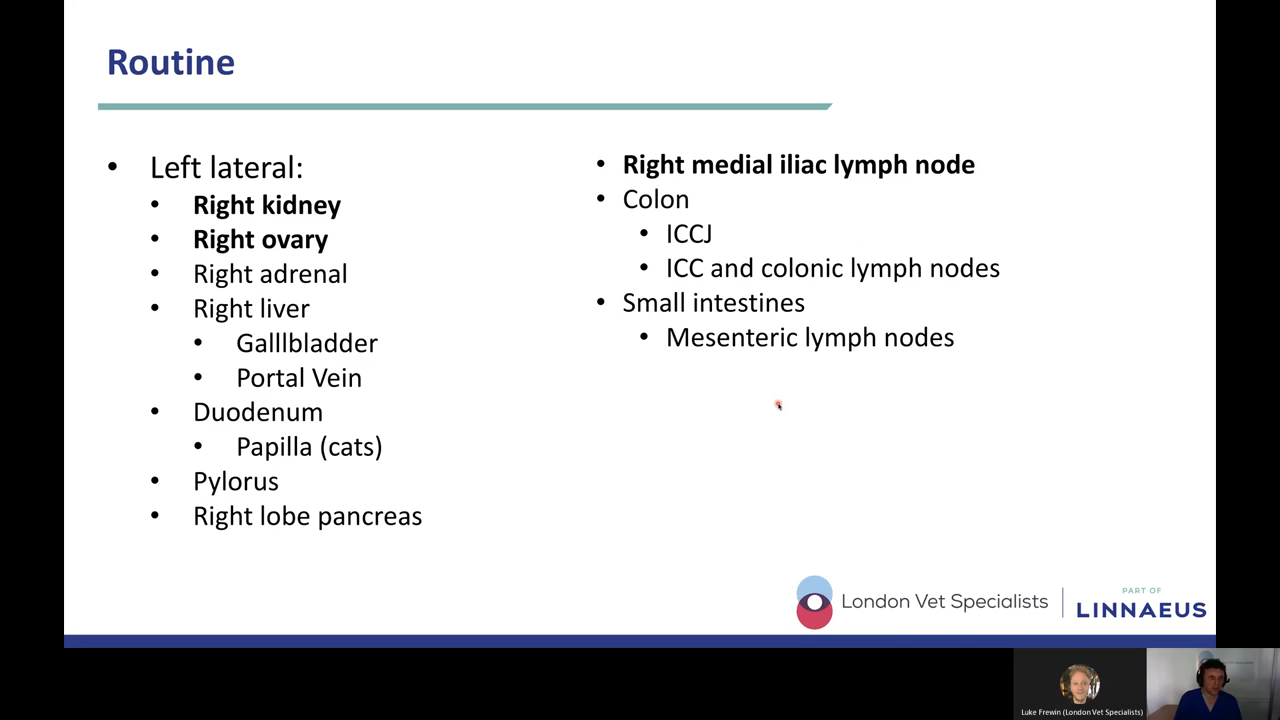 Routine
• Left lateral:
• Right kidney
• Right ovary
• Right adrenal
• Right liver
• Galllbladder
• Portal Vein
• Duodenum
• Papilla (cats)
• Pylorus
• Right lobe pancreas
• Right medial iliac lymph node
• Colon
• ICCJ
• ICC and colonic lymph nodes
• Small intestines
• Mesenteric lymph nodes
London Vet Specialists
PART OF
LINNAEUS
Luke Frewin (London Vet Specialists)